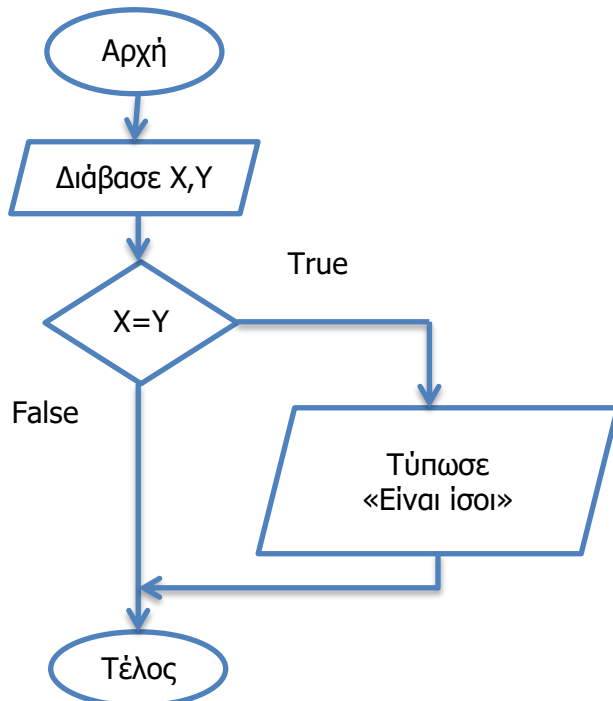 Αρχή
Διάβασε Χ,Υ
True
Χ=Υ
False
Τύπωσε
«Είναι ίσοι»
Τέλος